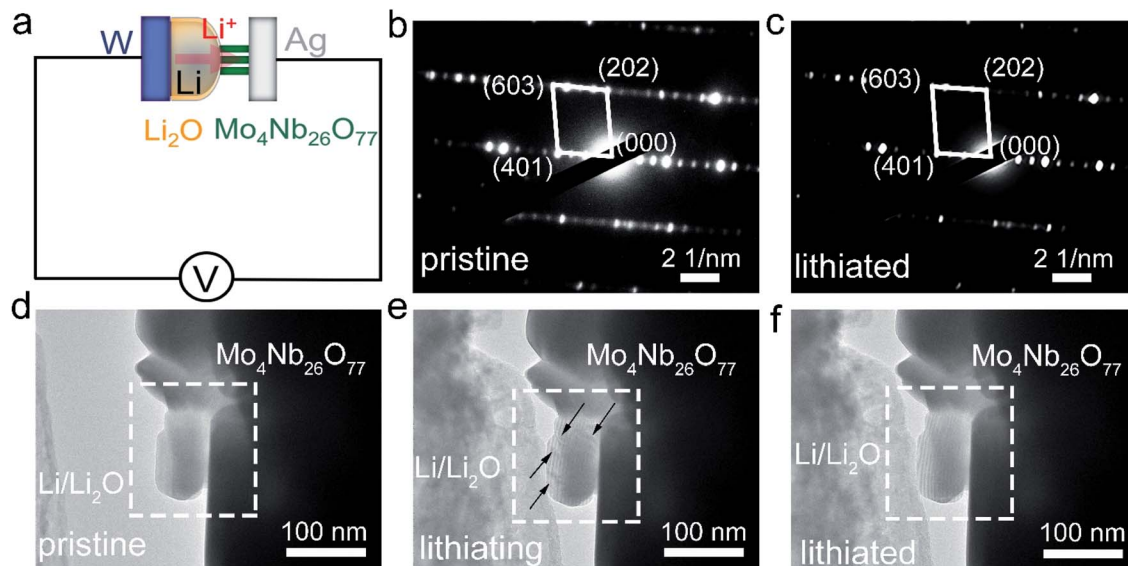 a
W
Li⁺
Ag
Li
Li₂O
Mo₄Nb₂₆O₇₇
V
b
(603)
(202)
(401)
(000)
pristine
2 1/nm
c
(603)
(202)
(401)
(000)
lithiated
2 1/nm
d
Mo₄Nb₂₆O₇₇
Li/Li₂O
pristine
100 nm
e
Mo₄Nb₂₆O₇₇
Li/Li₂O
lithiating
100 nm
f
Mo₄Nb₂₆O₇₇
Li/Li₂O
lithiated
100 nm